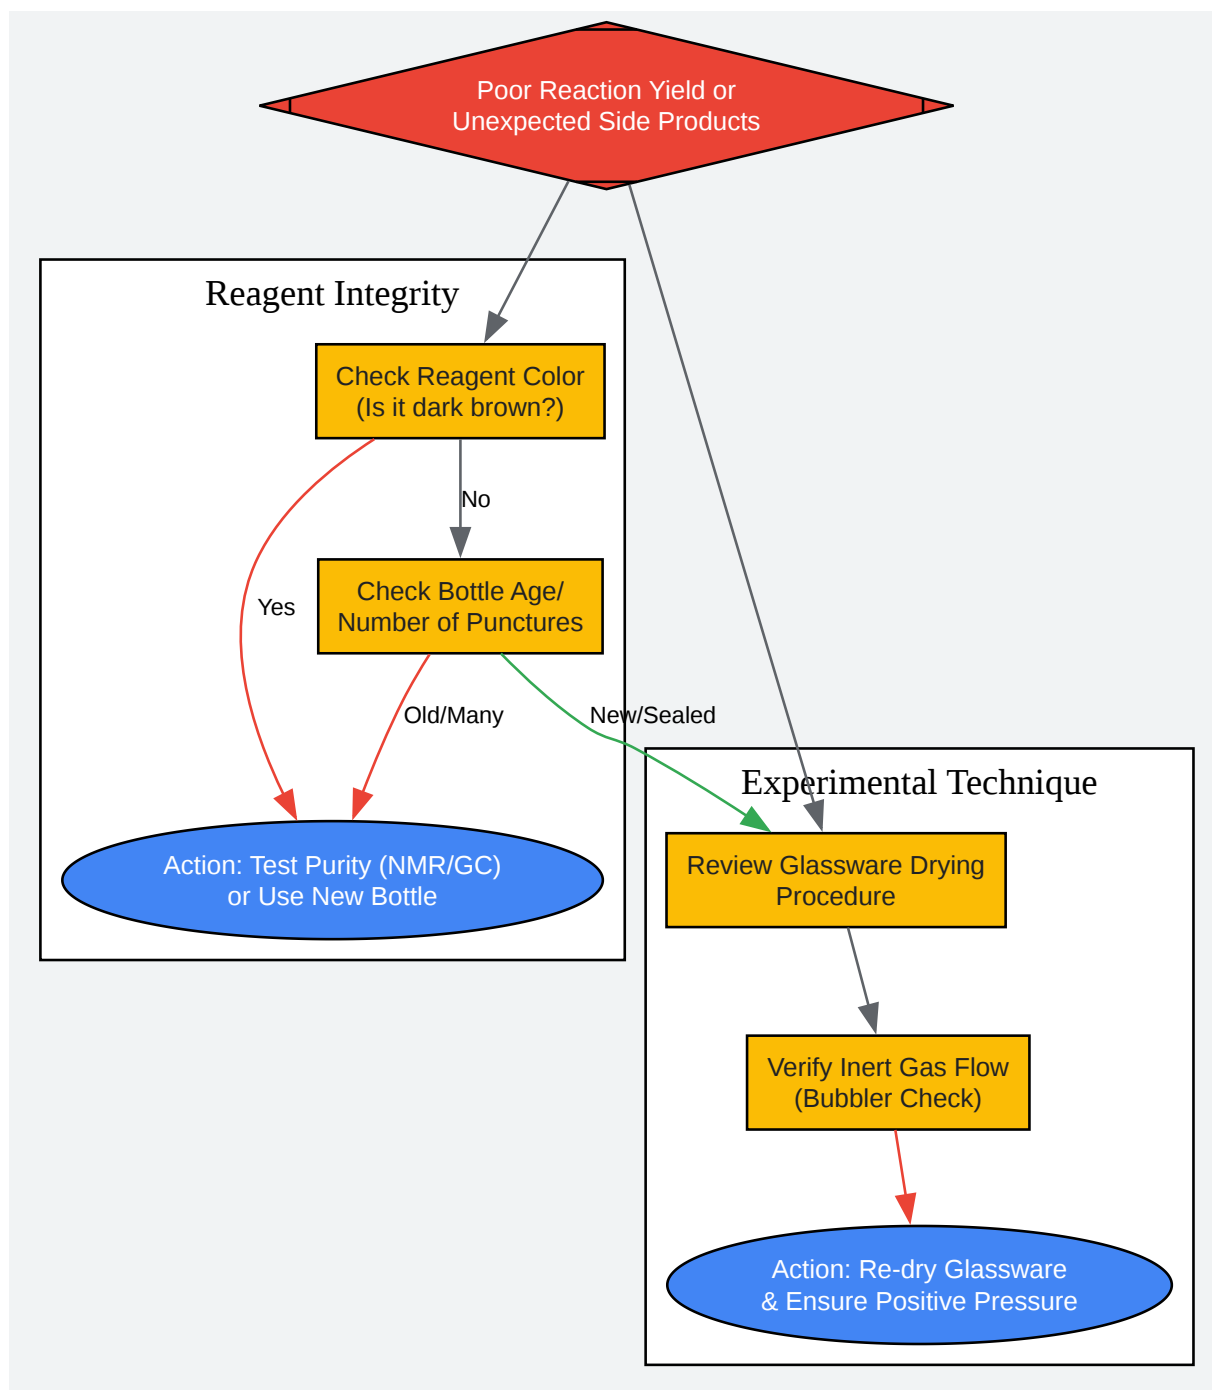 Poor Reaction Yield or
Unexpected Side Products
Reagent Integrity
Check Reagent Color
(Is it dark brown?)
No
Check Bottle Age/
Number of Punctures
Yes
Old/Many
New/Sealed
Action: Test Purity (NMR/GC)
or Use New Bottle
Experimental Technique
Review Glassware Drying
Procedure
Verify Inert Gas Flow
(Bubbler Check)
Action: Re-dry Glassware
& Ensure Positive Pressure